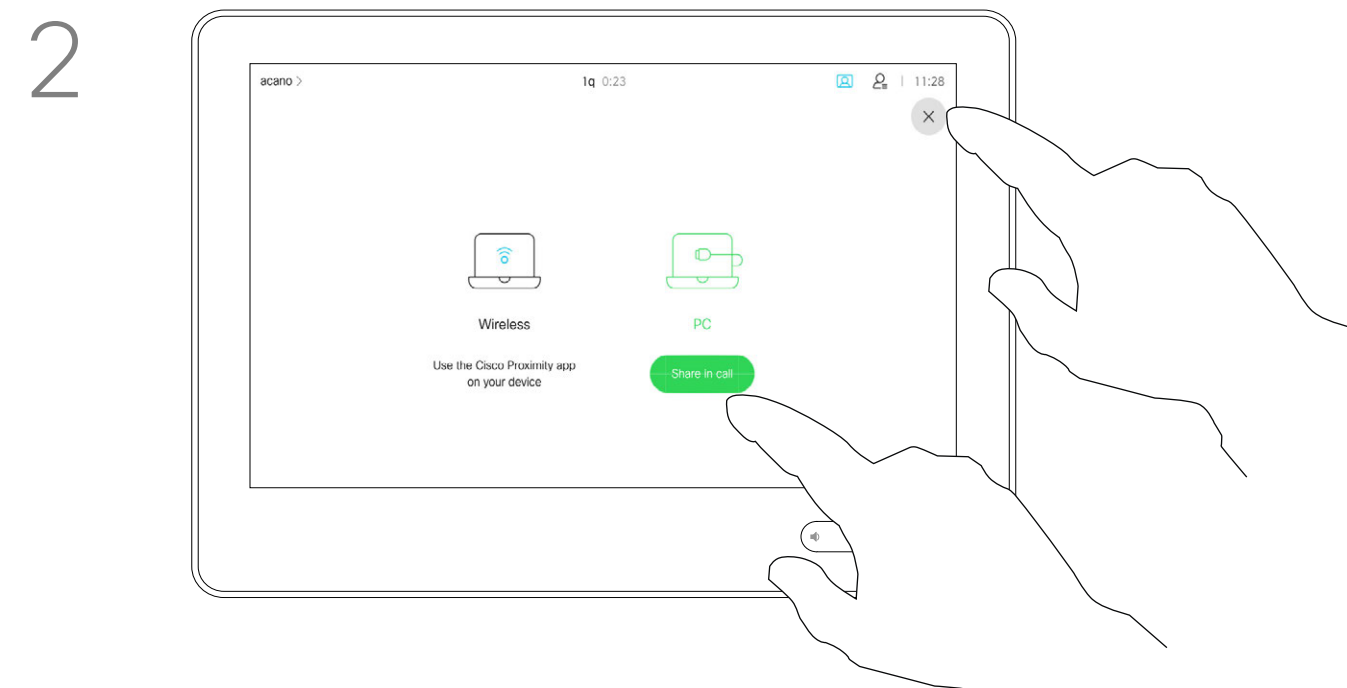 2
acano >
1q 0:23
11:28
Wireless
PC
Use the Cisco Proximity app
on your device
Share in call